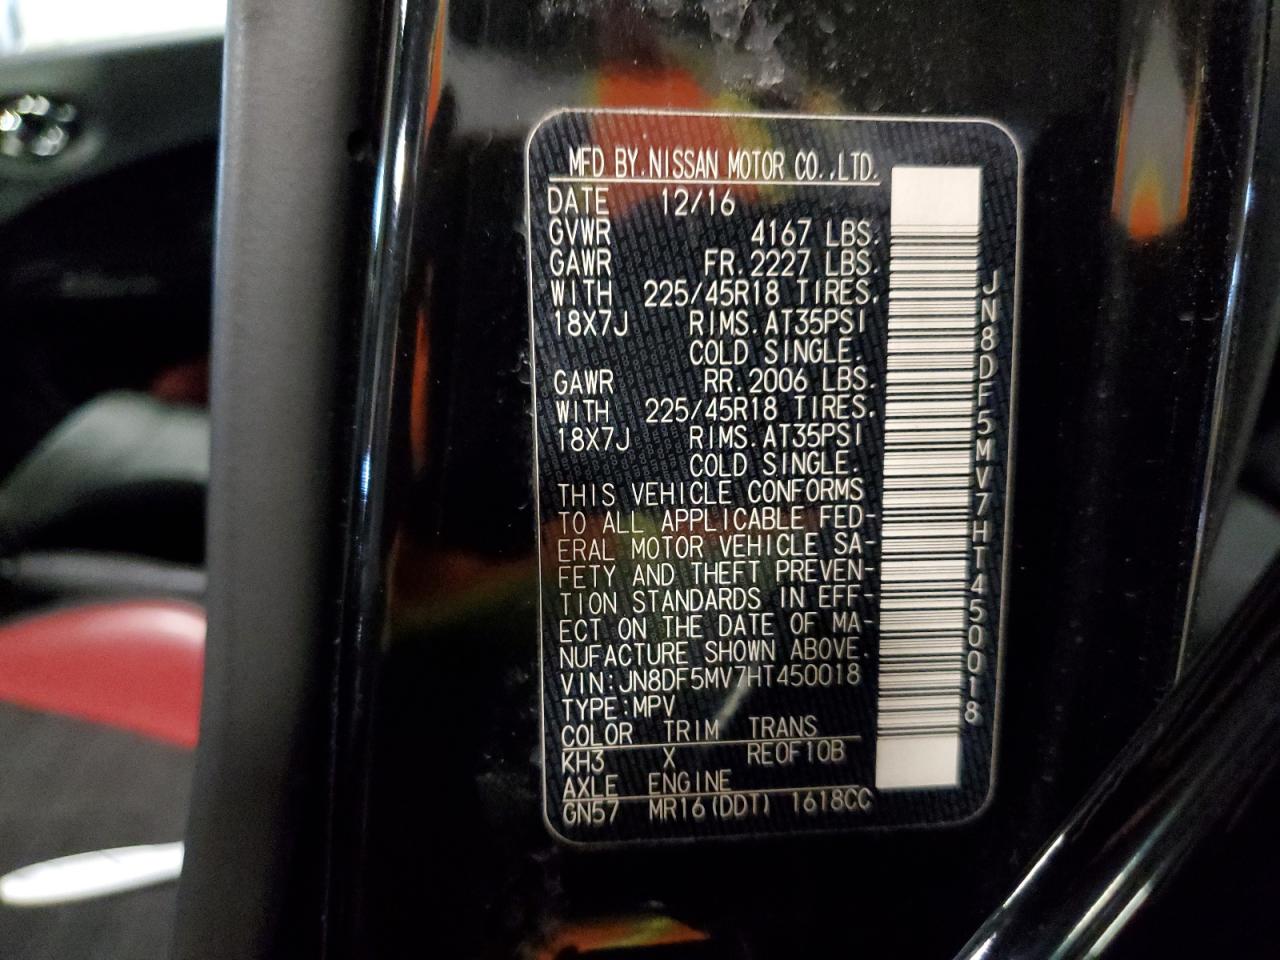 MFD BY.NISSAN MOTOR CO.,LTD.
DATE 12/16
GVWR 4167 LBS.
GAWR FR.2227 LBS.
WITH 225/45R18 TIRES.
18X7J RIMS.AT35PSI
COLD SINGLE.
GAWR RR.2006 LBS.
WITH 225/45R18 TIRES.
18X7J RIMS.AT35PSI
COLD SINGLE.
THIS VEHICLE CONFORMS
TO ALL APPLICABLE FED-
ERAL MOTOR VEHICLE SA-
FETY AND THEFT PREVEN-
TION STANDARDS IN EFF-
ECT ON THE DATE OF MA-
NUFACTURE SHOWN ABOVE.
VIN:JN8DF5MV7HT450018
TYPE:MPV
COLOR TRIM TRANS
KH3 X RE0F10B
AXLE ENGINE
GN57 MR16(DDT) 1618CC
JN8DF5MV7HT450018